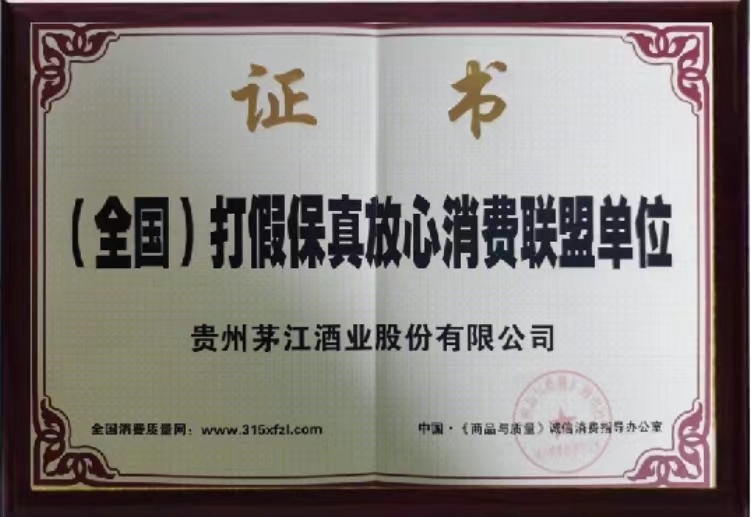 证 书
（全国）打假保真放心消费联盟单位
贵州茅江酒业股份有限公司
全国消费质量网：www.315xfzl.com
中国·《商品与质量》诚信消费指导办公室